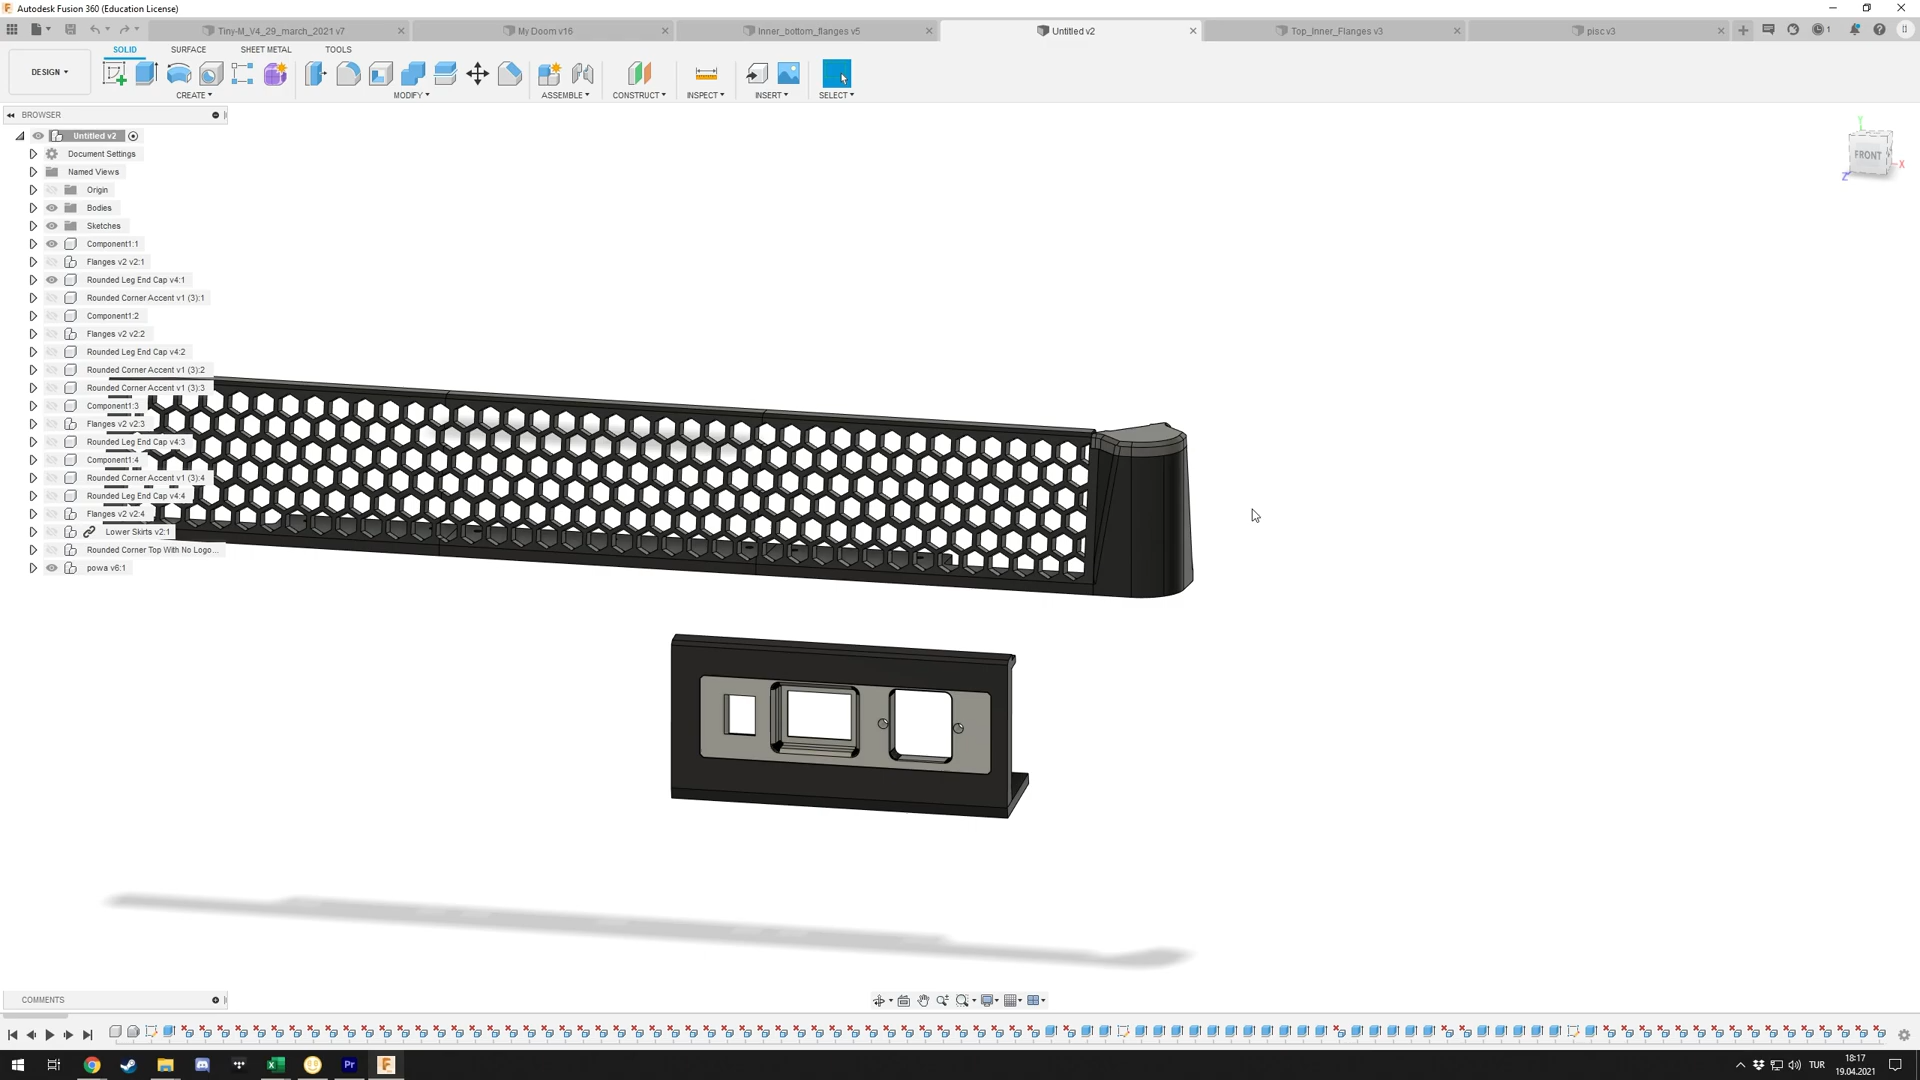 Autodesk Fusion 360 (Education License)
Tiny-M_V4_29_march_2021 v7
My Doom v16
Inner_bottom_flanges v5
Untitled v2
Top_Inner_Flanges v3
pisc v3
1
SOLID
SURFACE
SHEET METAL
TOOLS
DESIGN
CREATE
MODIFY
ASSEMBLE
CONSTRUCT
INSPECT
INSERT
SELECT
BROWSER
Untitled v2
Document Settings
Named Views
Origin
Bodies
Sketches
Component1:1
Flanges v2 v2:1
Rounded Leg End Cap v4:1
Rounded Corner Accent v1 (3):1
Component1:2
Flanges v2 v2:2
Rounded Leg End Cap v4:2
Rounded Corner Accent v1 (3):2
Rounded Corner Accent v1 (3):3
Component1:3
Flanges v2 v2:3
Rounded Leg End Cap v4:3
Component1:4
Rounded Corner Accent v1 (3):4
Rounded Leg End Cap v4:4
Flanges v2 v2:4
Lower Skirts v2:1
Rounded Corner Top With No Logo...
powa v6:1
Y
FRONT
X
Z
COMMENTS
Pr
F
TUR
18:17
19.04.2021